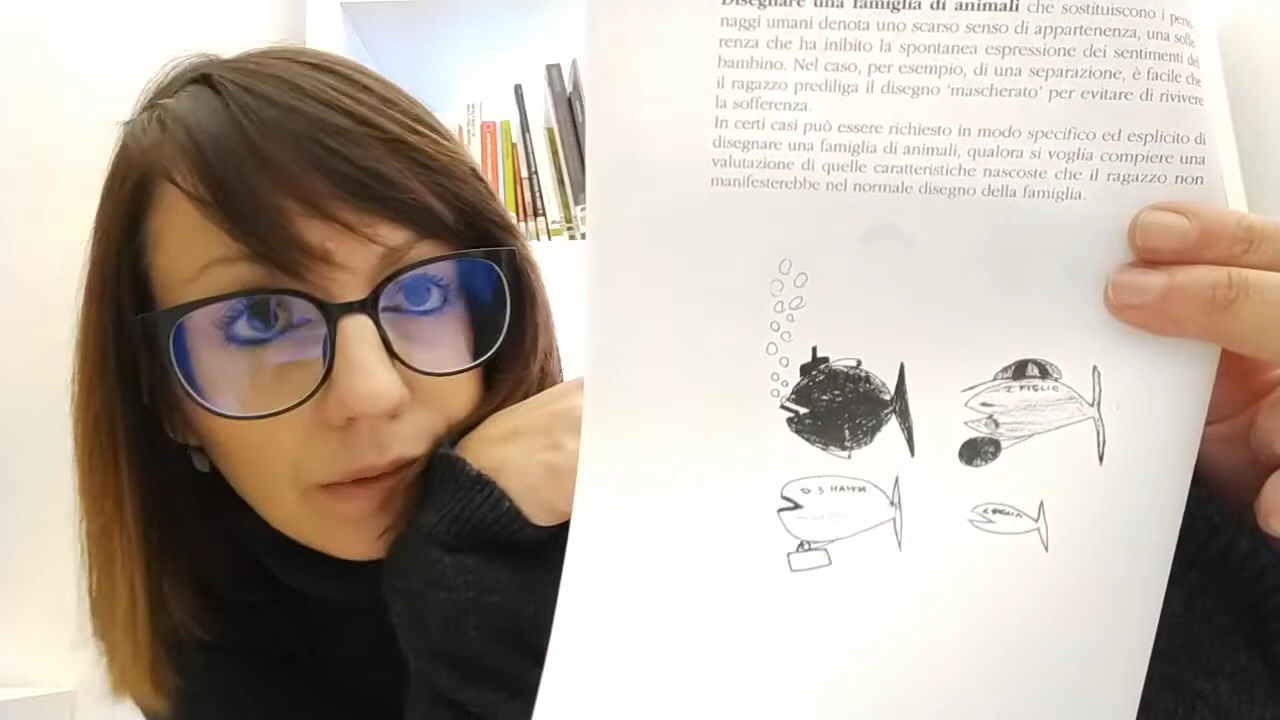 Disegnare una famiglia di animali che sostituiscono i
naggi umani denota uno scarso senso di appartenenza, una soffe-
renza che ha inibito la spontanea espressione dei sentimenti del
bambino. Nel caso, per esempio, di una separazione, è facile che
il ragazzo prediliga il disegno 'mascherato' per evitare di rivivere
la sofferenza.
In certi casi può essere richiesto in modo specifico ed esplicito di
disegnare una famiglia di animali, qualora si voglia compiere una
valutazione di quelle caratteristiche nascoste che il ragazzo non
manifesterebbe nel normale disegno della famiglia.
FIGLIO
3